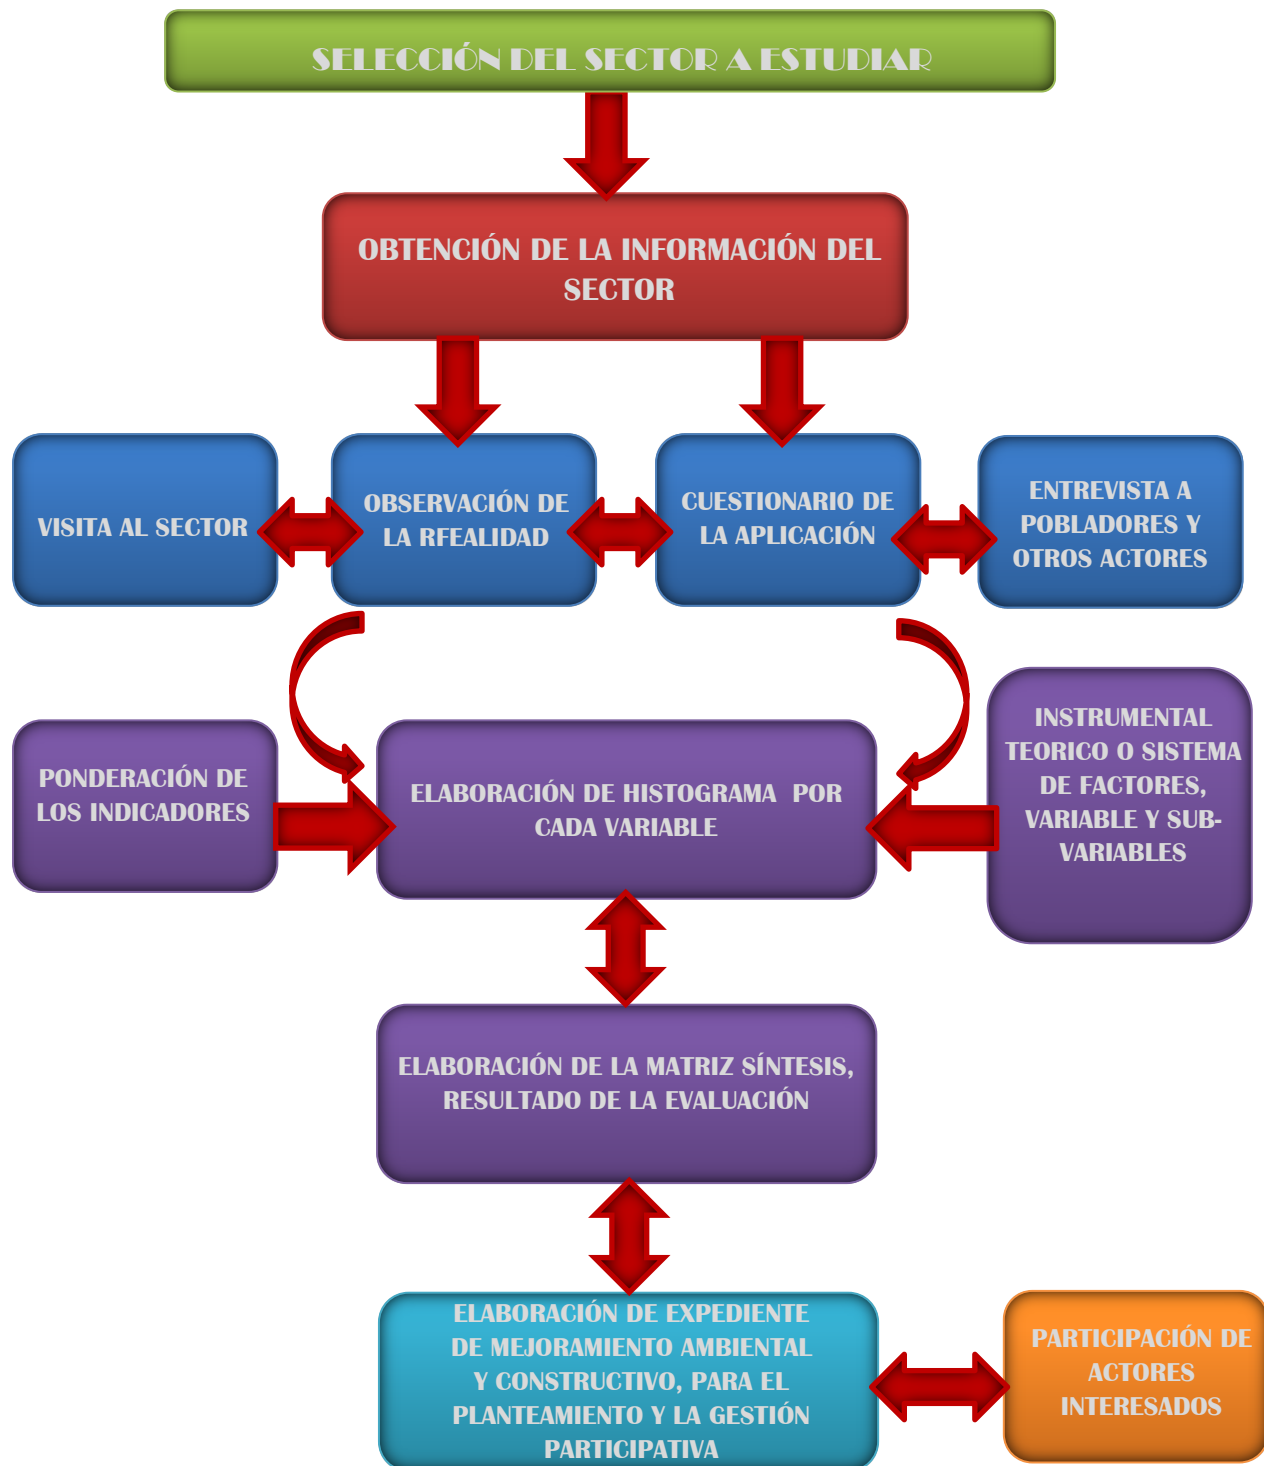 SELECCIÓN DEL SECTOR A ESTUDIAR
OBTENCIÓN DE LA INFORMACIÓN DEL
SECTOR
VISITA AL SECTOR
OBSERVACIÓN DE
LA RFEALIDAD
CUESTIONARIO DE
LA APLICACIÓN
ENTREVISTA A
POBLADORES Y
OTROS ACTORES
PONDERACIÓN DE
LOS INDICADORES
ELABORACIÓN DE HISTOGRAMA POR
CADA VARIABLE
INSTRUMENTAL
TEORICO O SISTEMA
DE FACTORES,
VARIABLE Y SUB-
VARIABLES
ELABORACIÓN DE LA MATRIZ SÍNTESIS,
RESULTADO DE LA EVALUACIÓN
ELABORACIÓN DE EXPEDIENTE
DE MEJORAMIENTO AMBIENTAL
Y CONSTRUCTIVO, PARA EL
PLANTEAMIENTO Y LA GESTIÓN
PARTICIPATIVA
PARTICIPACIÓN DE
ACTORES
INTERESADOS